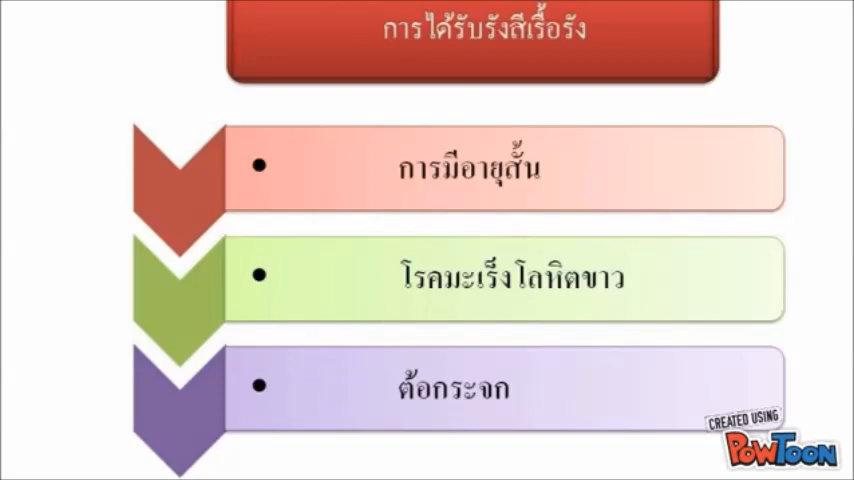 การได้รับรังสีเรื้อรัง
• การมีอายุสั้น
• โรคมะเร็งโลหิตขาว
• ต้อกระจก
CREATED USING
POWTOON